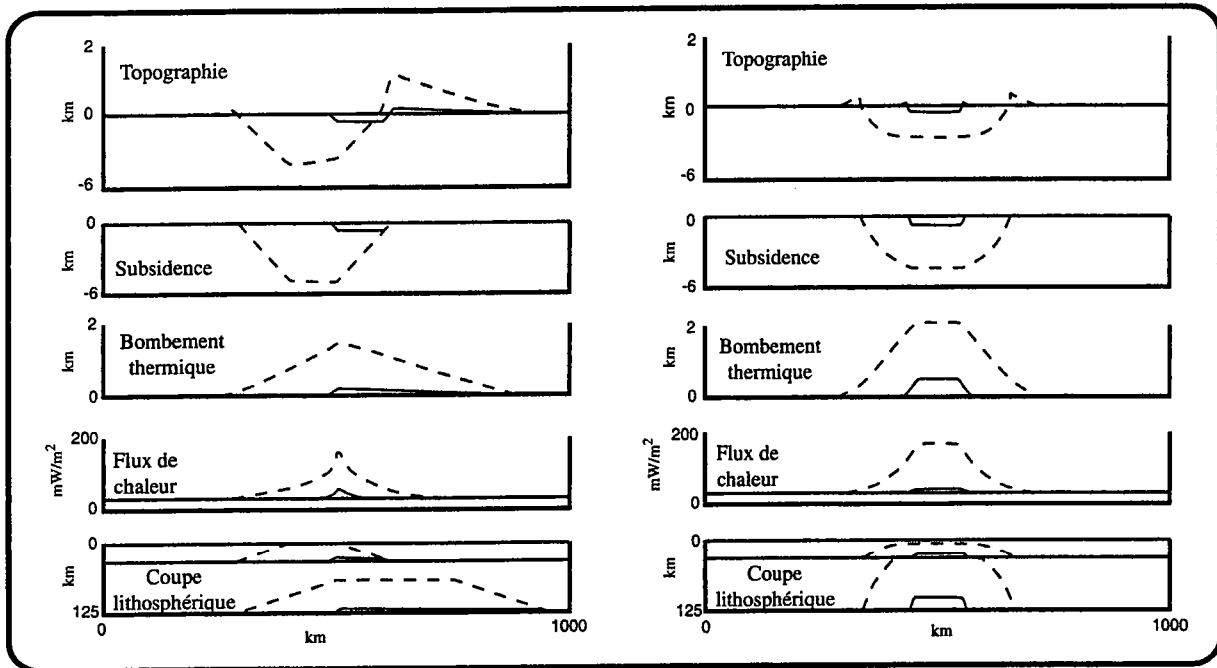 2
Topographie
km
0
-6
0
Subsidence
km
-6
2
Bombement
thermique
km
0
200
Flux de
chaleur
mW/m²
0
0
Coupe
lithosphérique
km
125
0
km
1000
2
Topographie
km
0
-6
0
Subsidence
km
-6
2
Bombement
thermique
km
0
200
Flux de
chaleur
mW/m²
0
0
Coupe
lithosphérique
km
125
0
km
1000